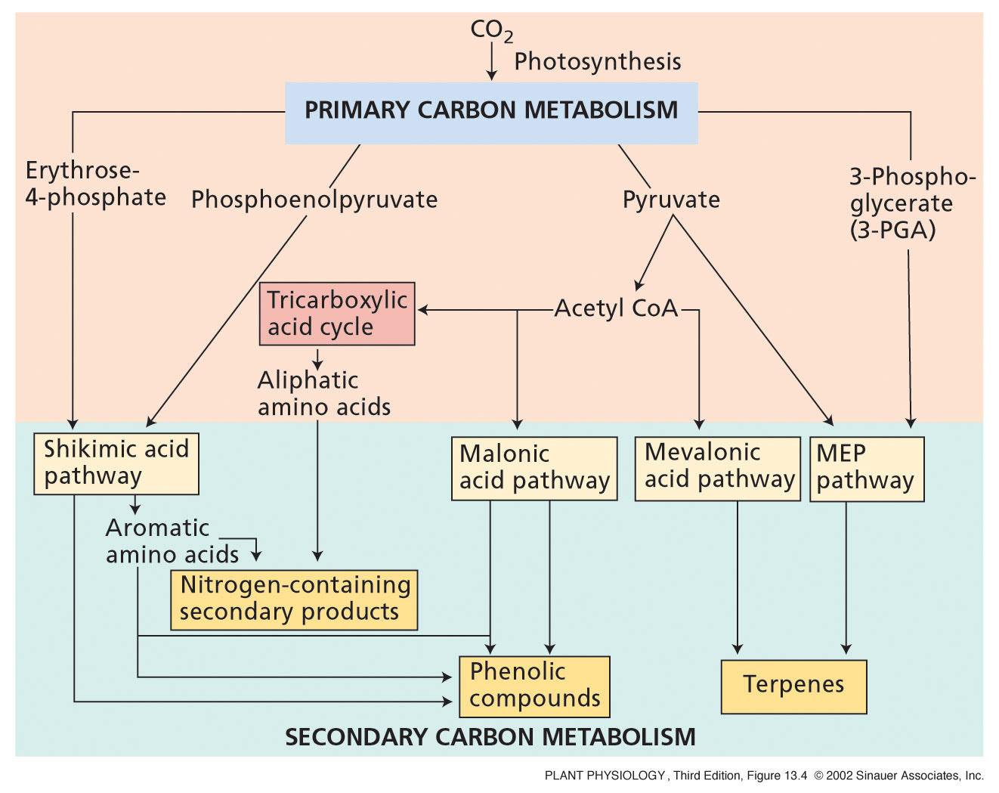 CO₂
Photosynthesis
PRIMARY CARBON METABOLISM
Erythrose-
4-phosphate
Phosphoenolpyruvate
Pyruvate
3-Phospho-
glycerate
(3-PGA)
Tricarboxylic
acid cycle
Acetyl CoA
Aliphatic
amino acids
Shikimic acid
pathway
Malonic
acid pathway
Mevalonic
acid pathway
MEP
pathway
Aromatic
amino acids
Nitrogen-containing
secondary products
Phenolic
compounds
Terpenes
SECONDARY CARBON METABOLISM
PLANT PHYSIOLOGY, Third Edition, Figure 13.4 © 2002 Sinauer Associates, Inc.